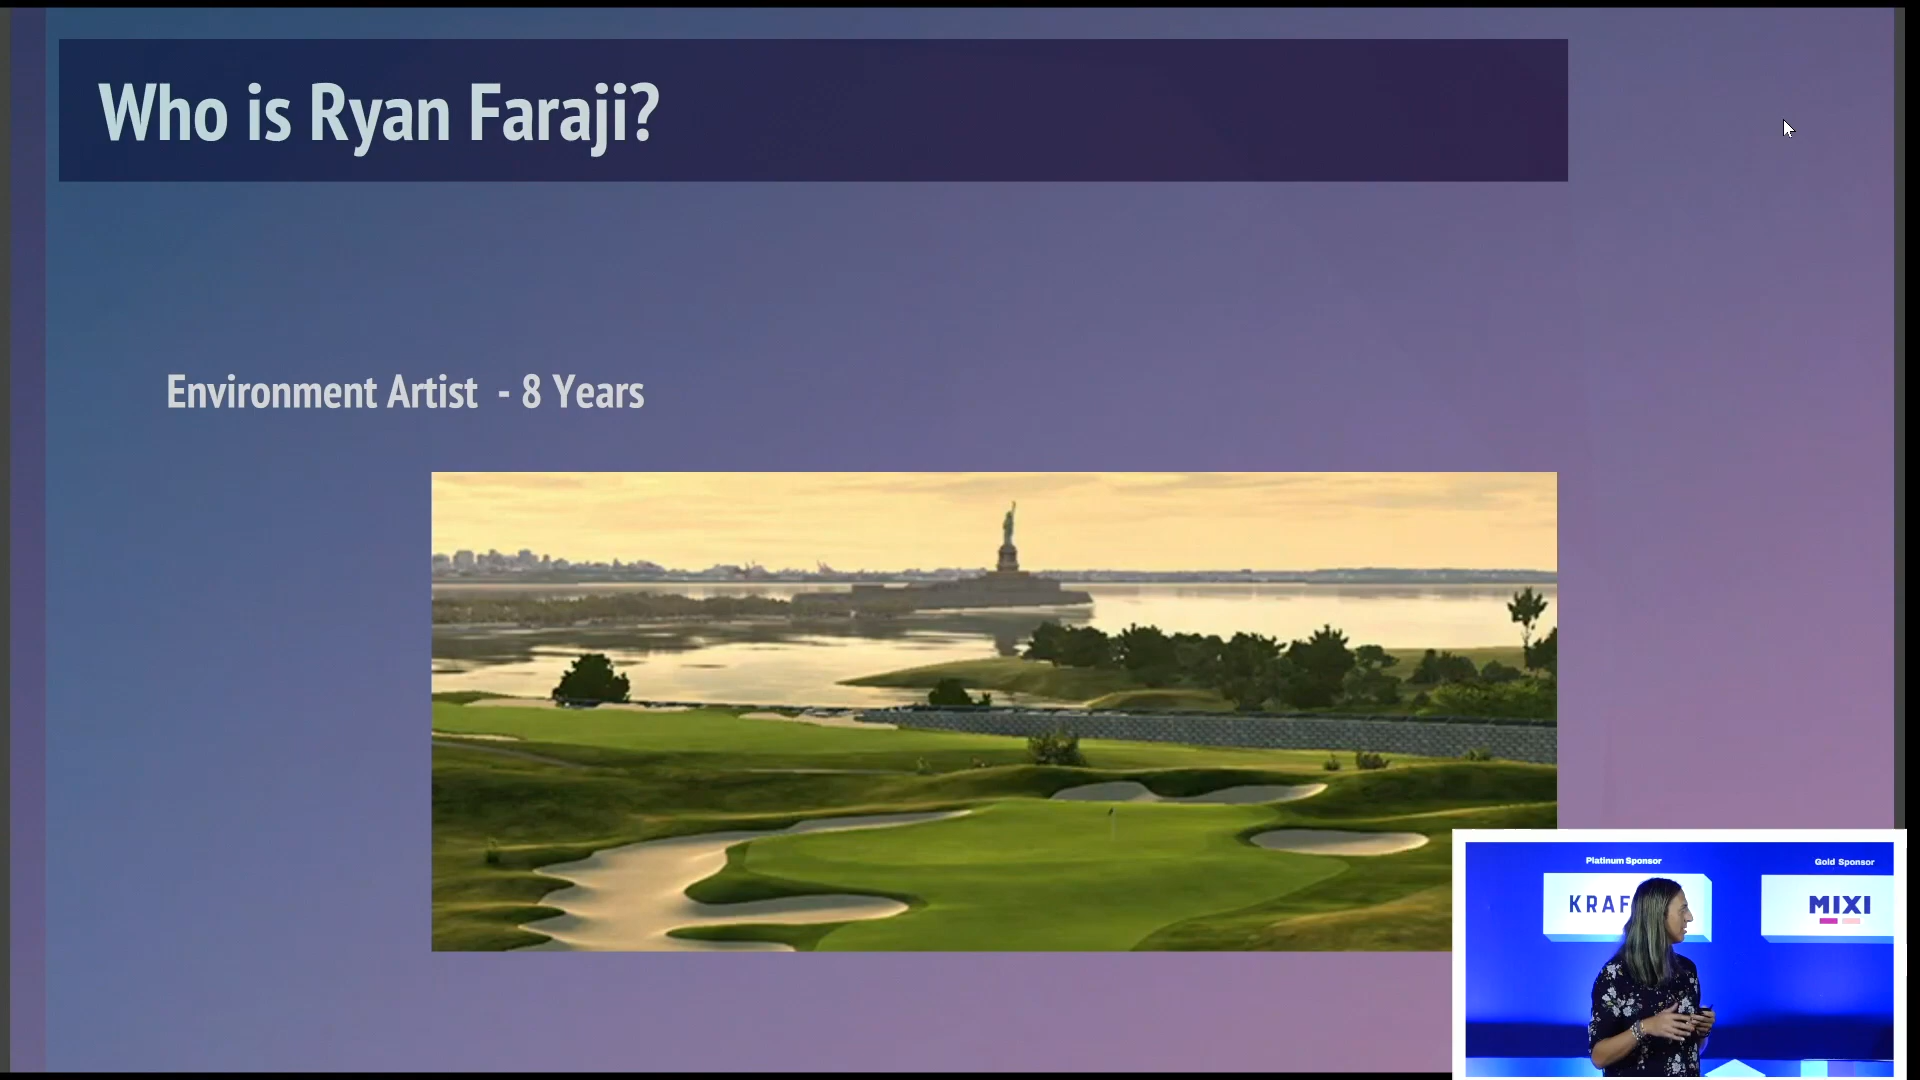 Who is Ryan Faraji?
Environment Artist - 8 Years
Platinum Sponsor
Gold Sponsor
KRAF
MIXI